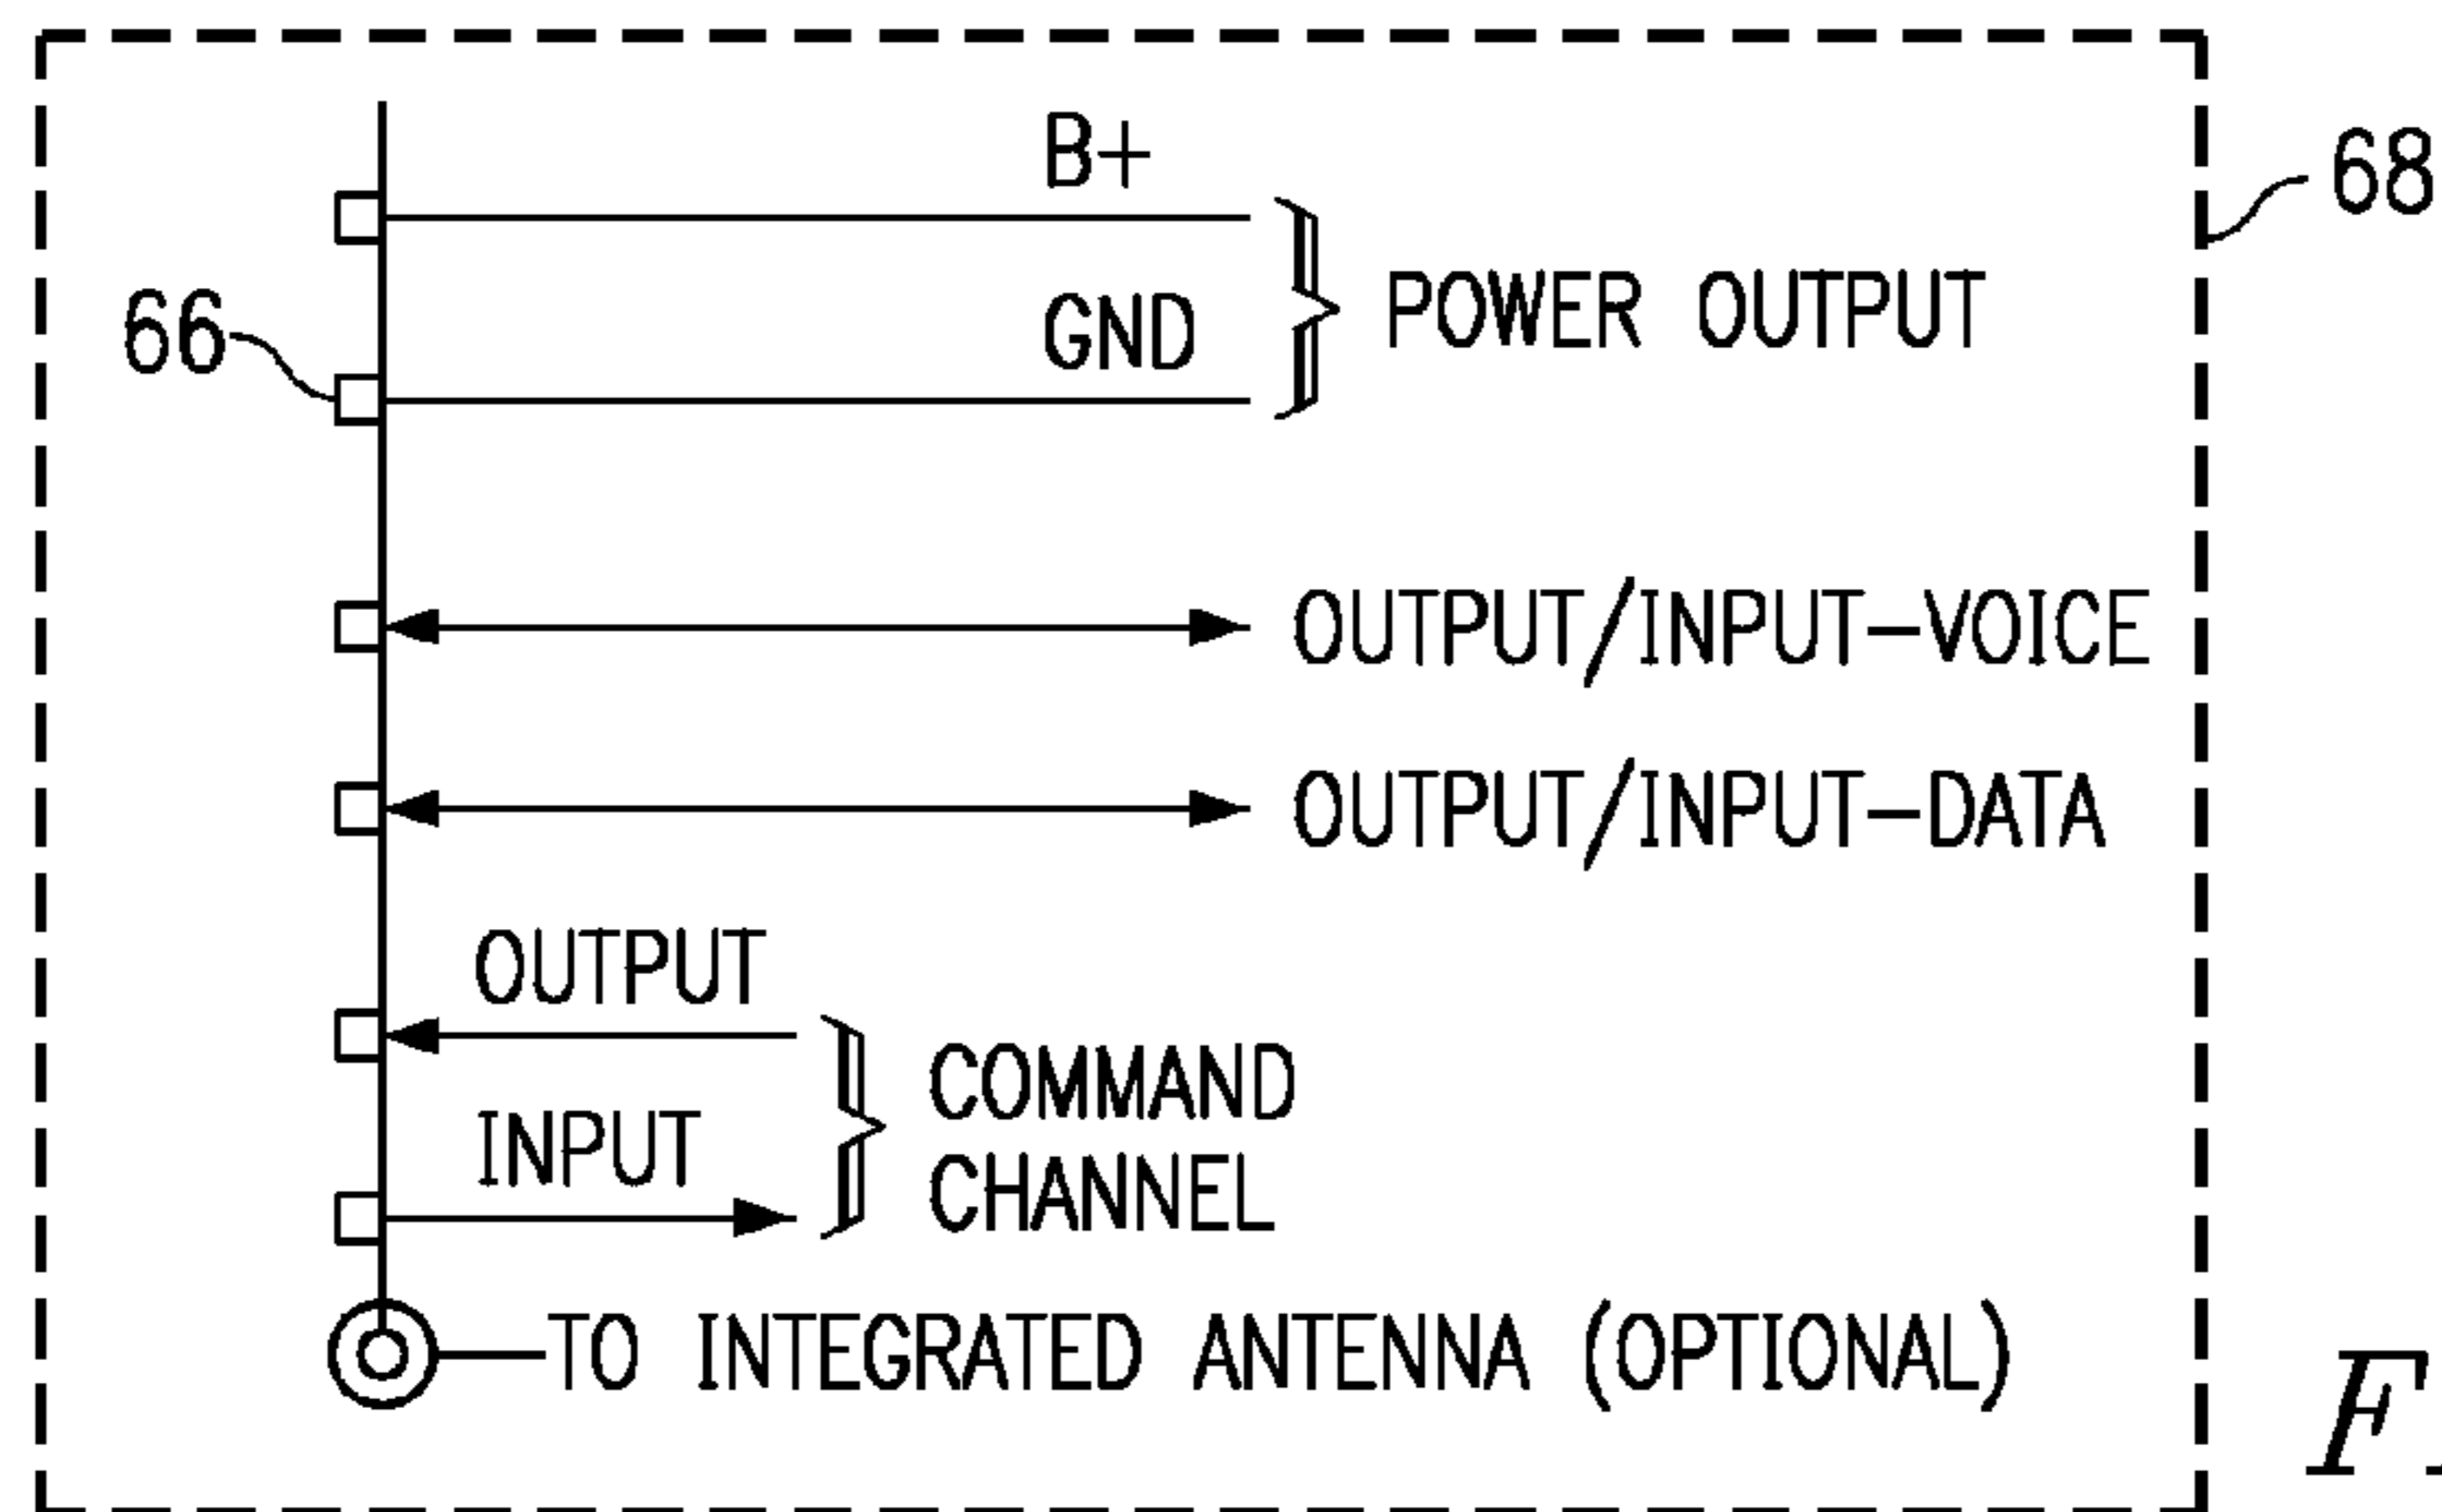 B+
68
GND
POWER OUTPUT
66
OUTPUT/INPUT-VOICE
OUTPUT/INPUT-DATA
OUTPUT
COMMAND
INPUT
CHANNEL
TO INTEGRATED ANTENNA (OPTIONAL)